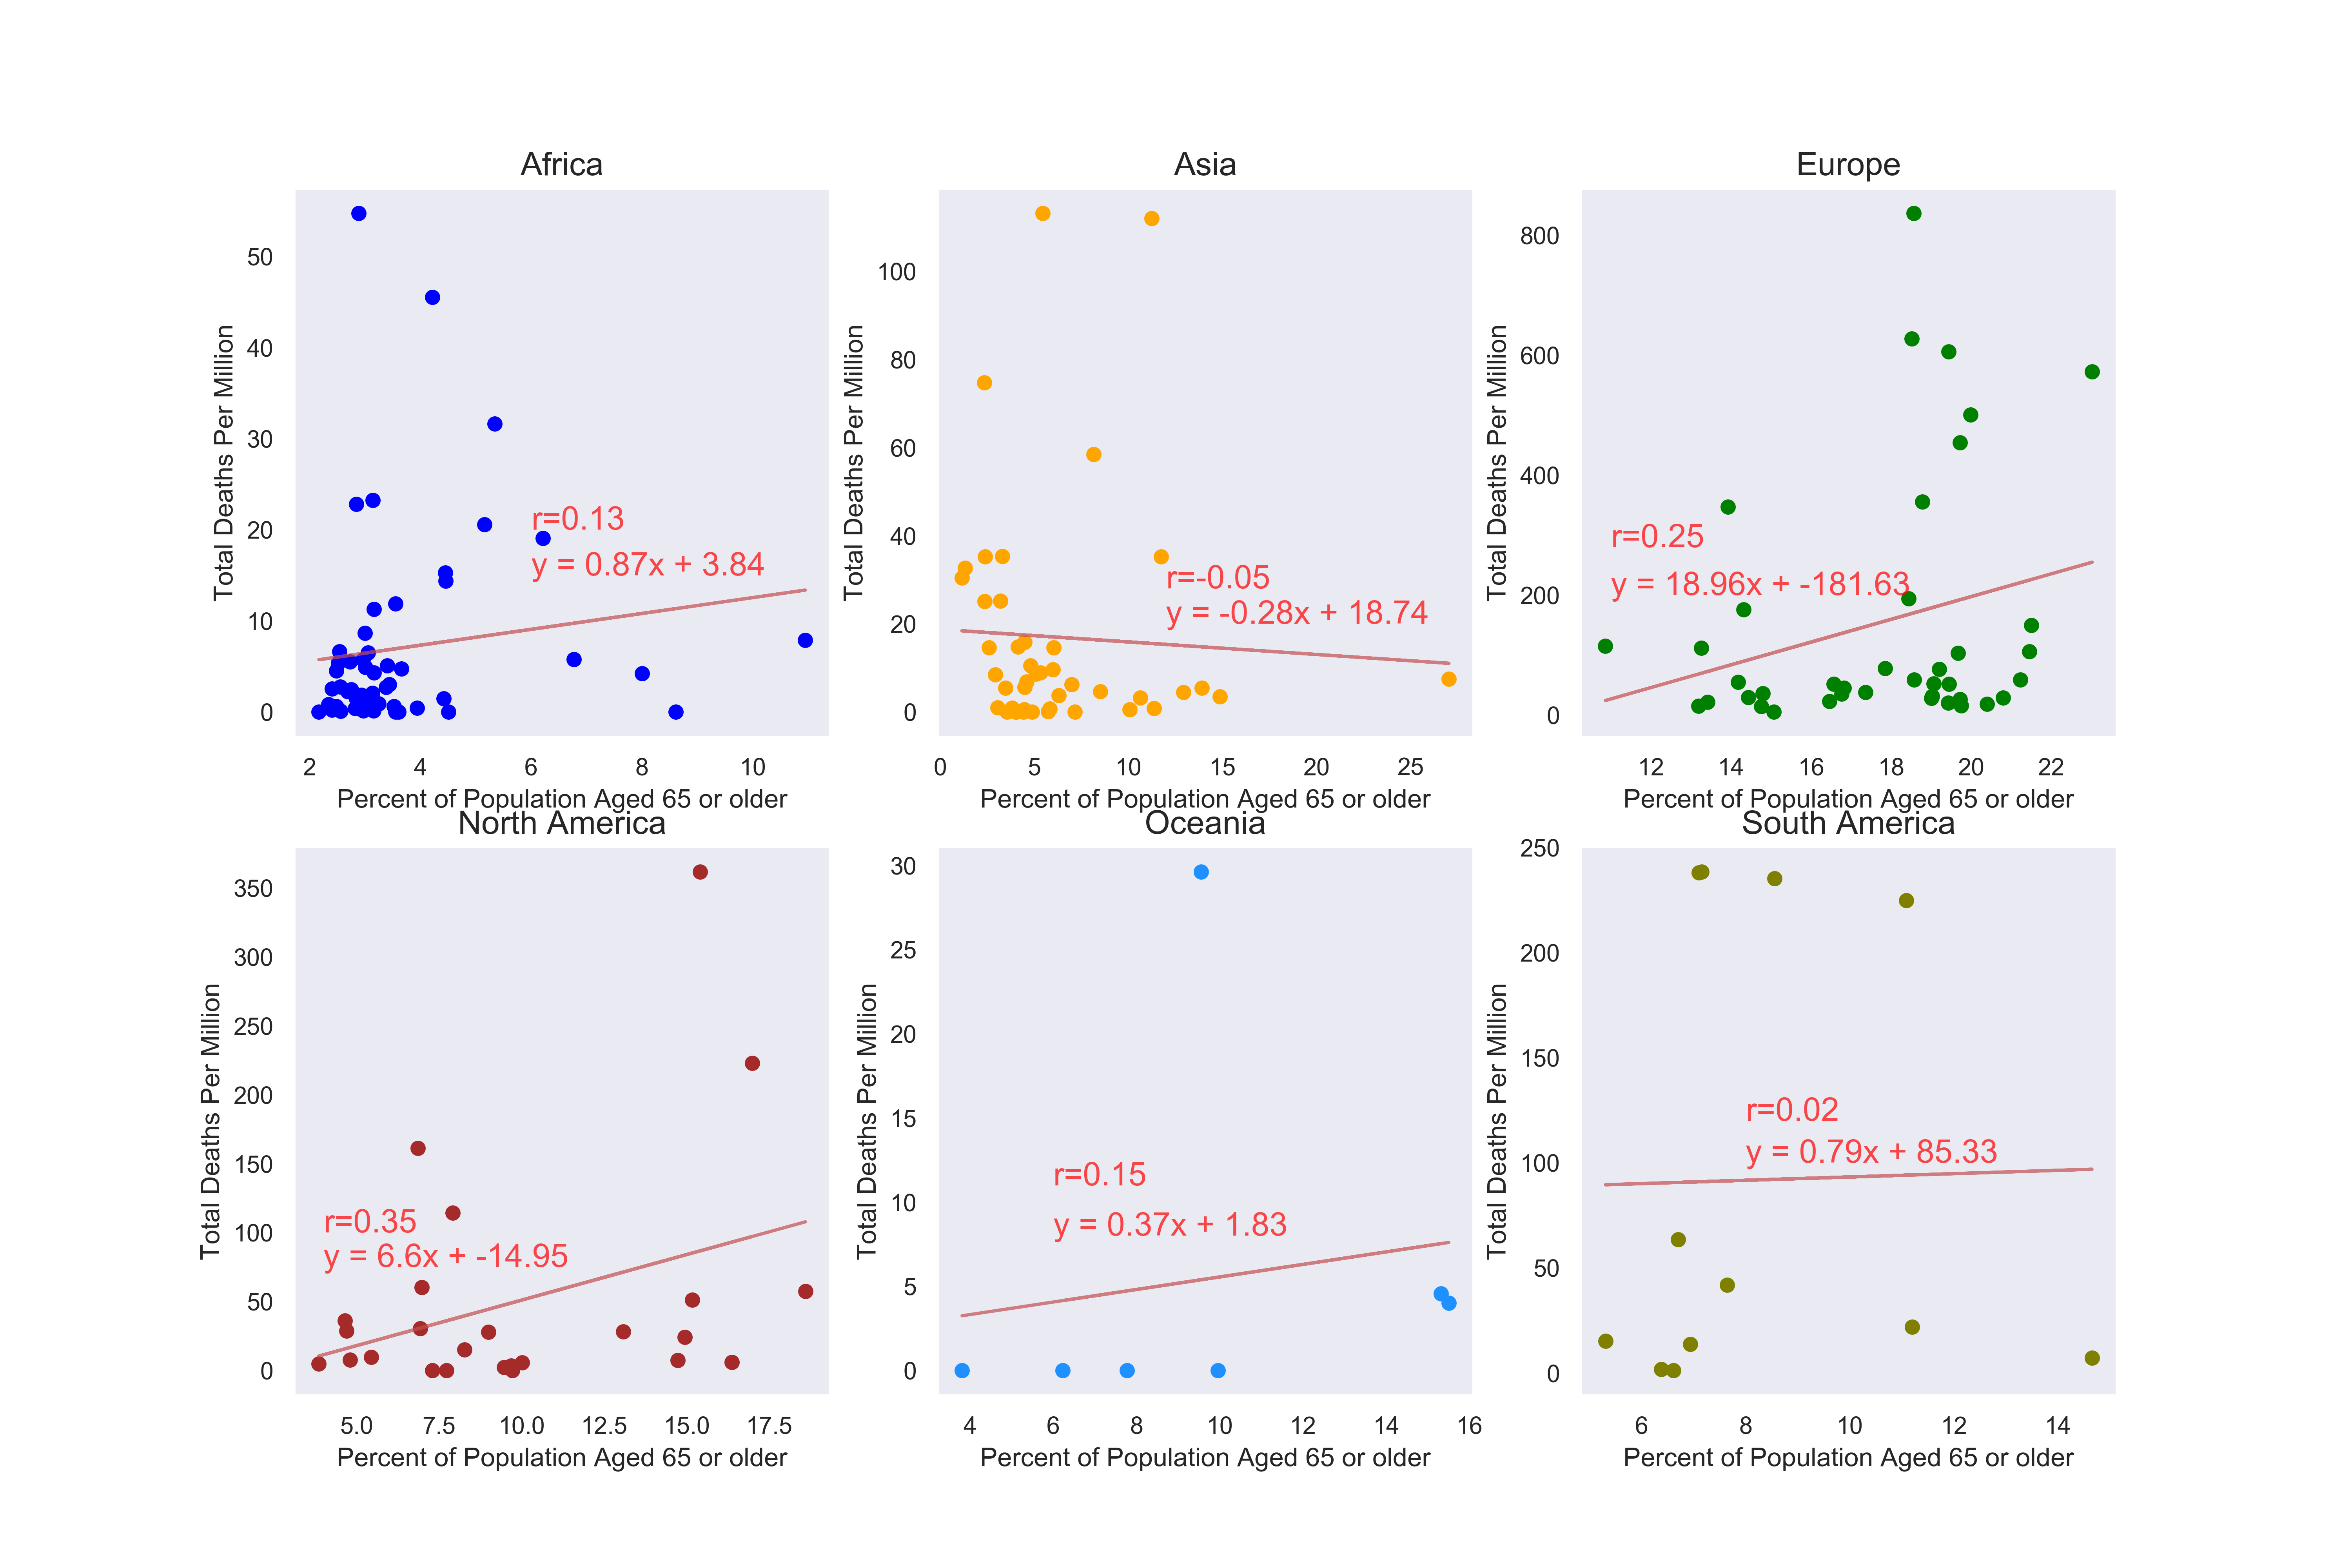 Africa
50
40
30
20
10
0
Total Deaths Per Million
r=0.13
y = 0.87x + 3.84
2 4 6 8 10
Percent of Population Aged 65 or older
Asia
100
80
60
40
20
0
Total Deaths Per Million
r=-0.05
y = -0.28x + 18.74
0 5 10 15 20 25
Percent of Population Aged 65 or older
Europe
800
600
400
200
0
Total Deaths Per Million
r=0.25
y = 18.96x + -181.63
12 14 16 18 20 22
Percent of Population Aged 65 or older
North America
350
300
250
200
150
100
50
0
Total Deaths Per Million
r=0.35
y = 6.6x + -14.95
5.0 7.5 10.0 12.5 15.0 17.5
Percent of Population Aged 65 or older
Oceania
30
25
20
15
10
5
0
Total Deaths Per Million
r=0.15
y = 0.37x + 1.83
4 6 8 10 12 14 16
Percent of Population Aged 65 or older
South America
250
200
150
100
50
0
Total Deaths Per Million
r=0.02
y = 0.79x + 85.33
6 8 10 12 14
Percent of Population Aged 65 or older